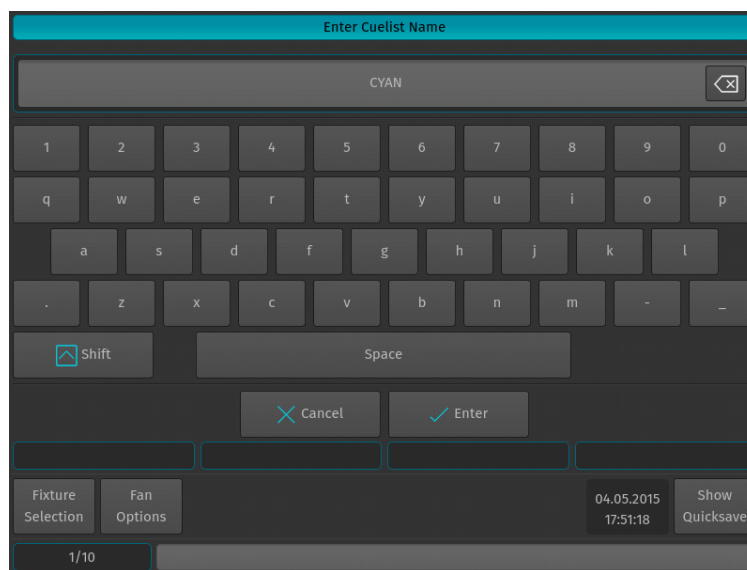 Enter Cuelist Name
CYAN
1 2 3 4 5 6 7 8 9 0
q w e r t y u i o p
a s d f g h j k l
. z x c v b n m - _
Shift Space
Cancel Enter
Fixture Selection
Fan Options
04.05.2015
17:51:18
Show Quicksave
1/10